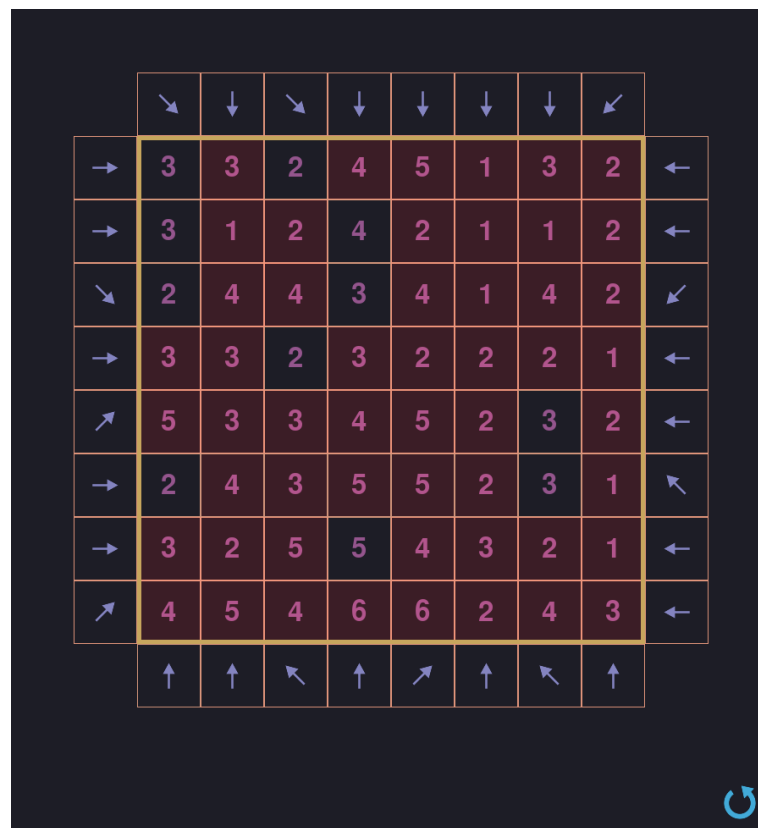 ↘ ↓ ↘ ↓ ↓ ↓ ↓ ↙
→ 3 3 2 4 5 1 3 2 ←
→ 3 1 2 4 2 1 1 2 ←
↘ 2 4 4 3 4 1 4 2 ↙
→ 3 3 2 3 2 2 2 1 ←
↗ 5 3 3 4 5 2 3 2 ←
→ 2 4 3 5 5 2 3 1 ↖
→ 3 2 5 5 4 3 2 1 ←
↗ 4 5 4 6 6 2 4 3 ←
↑ ↑ ↖ ↑ ↗ ↑ ↖ ↑